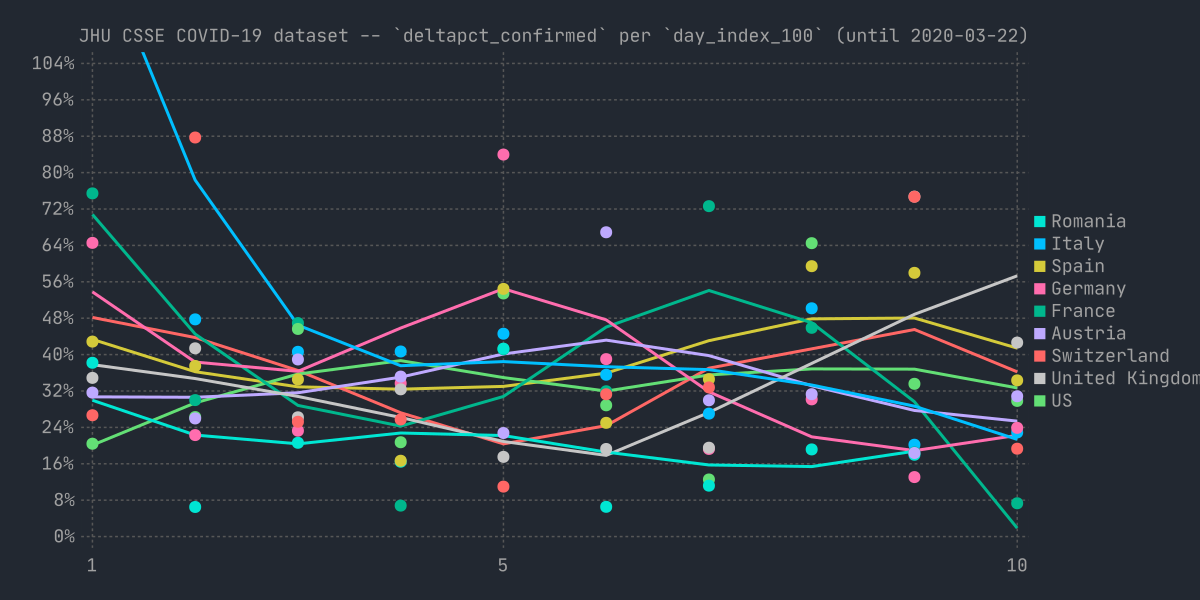 JHU CSSE COVID-19 dataset -- `deltapct_confirmed` per `day_index_100` (until 2020-03-22)
104%
96%
88%
80%
72%
64%
56%
48%
40%
32%
24%
16%
8%
0%
1
5
10
Romania
Italy
Spain
Germany
France
Austria
Switzerland
United Kingdom
US